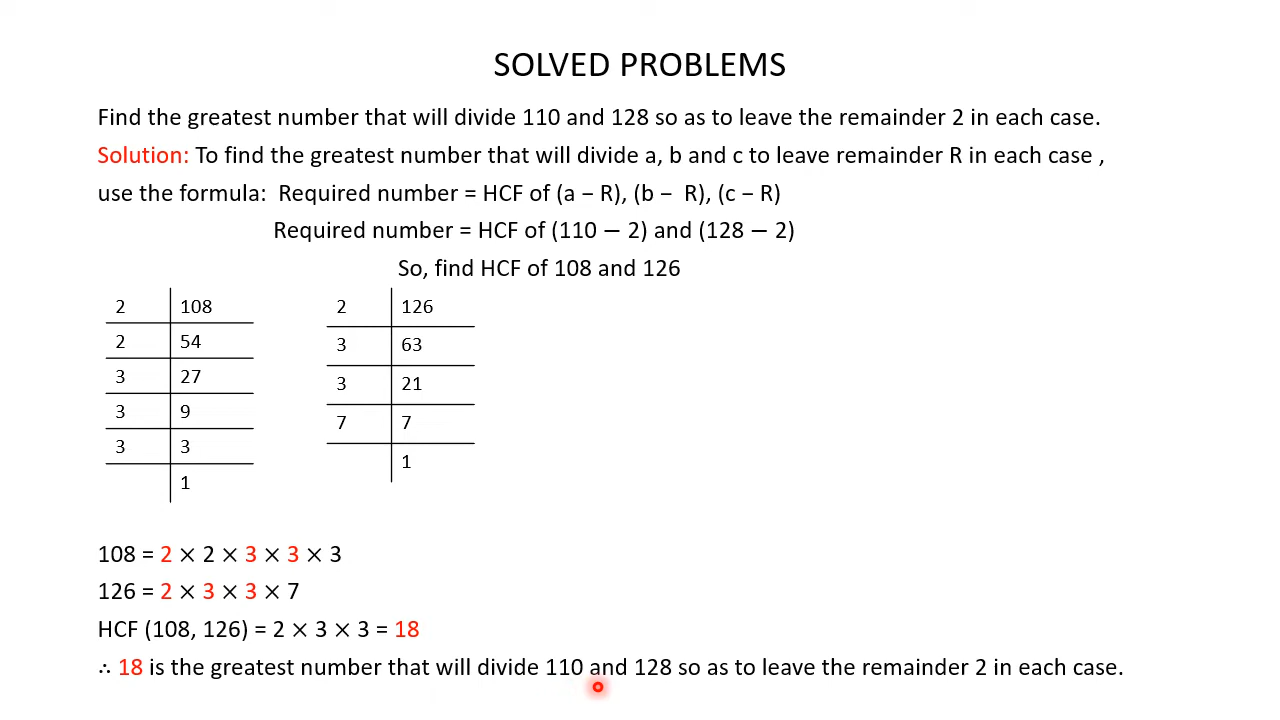 SOLVED PROBLEMS
Find the greatest number that will divide 110 and 128 so as to leave the remainder 2 in each case.
Solution: To find the greatest number that will divide a, b and c to leave remainder R in each case ,
use the formula: Required number = HCF of (a − R), (b − R), (c − R)
Required number = HCF of (110 − 2) and (128 − 2)
So, find HCF of 108 and 126
2 108
2 54
3 27
3 9
3 3
1
2 126
3 63
3 21
7 7
1
108 = 2 × 2 × 3 × 3 × 3
126 = 2 × 3 × 3 × 7
HCF (108, 126) = 2 × 3 × 3 = 18
∴ 18 is the greatest number that will divide 110 and 128 so as to leave the remainder 2 in each case.